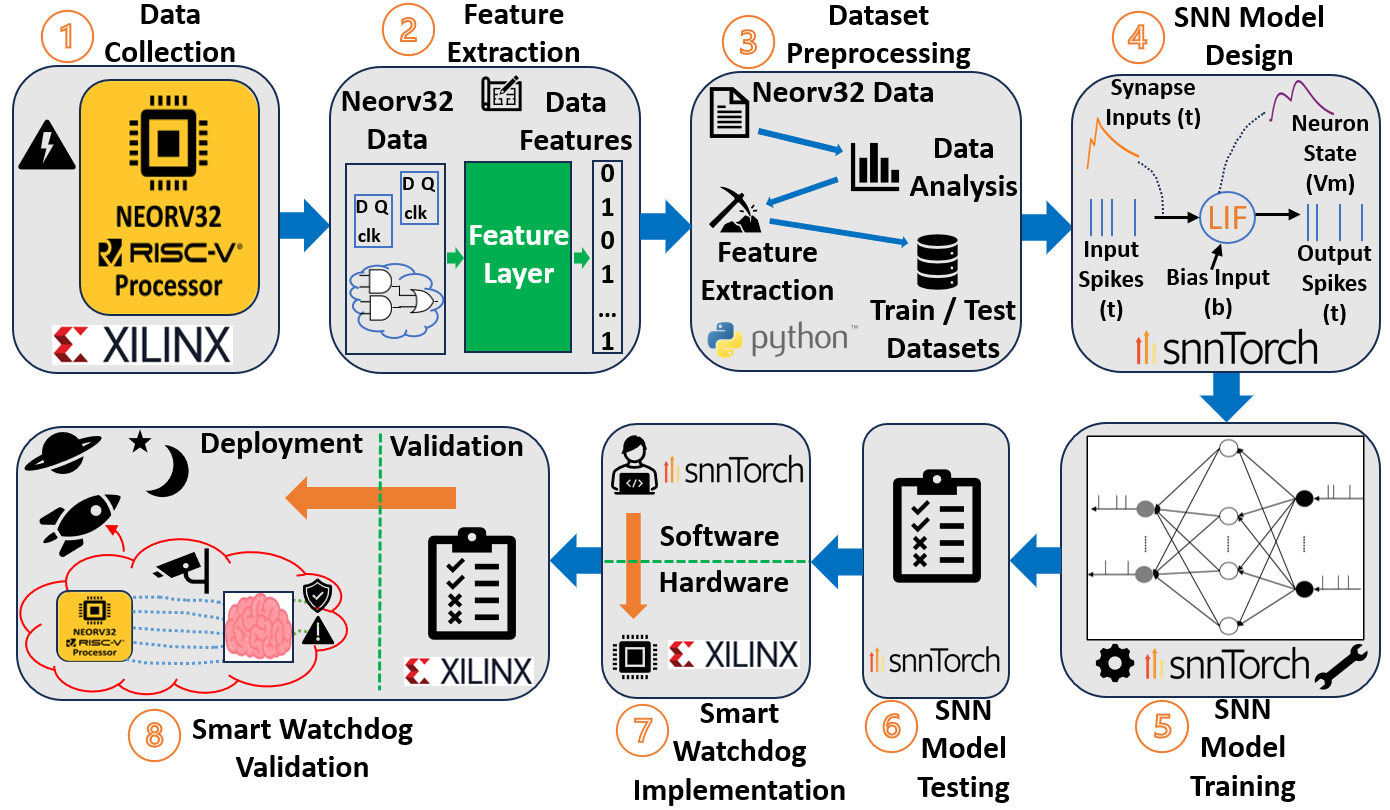 1
Data
Collection
NEORV32
RISC-V®
Processor
XILINX
2
Feature
Extraction
Neorv32
Data
Data
Features
D Q
clk
D Q
clk
Feature
Layer
0
1
0
1
...
1
3
Dataset
Preprocessing
Neorv32 Data
Data
Analysis
Feature
Extraction
Train / Test
Datasets
python™
4
SNN Model
Design
Synapse
Inputs (t)
Neuron
State
(Vm)
LIF
Input
Spikes
(t)
Bias Input
(b)
Output
Spikes
(t)
snnTorch
snnTorch
5
SNN
Model
Training
snnTorch
6
SNN
Model
Testing
snnTorch
Software
Hardware
XILINX
7
Smart
Watchdog
Implementation
Deployment
Validation
NEORV32
RISC-V®
Processor
XILINX
8
Smart Watchdog
Validation